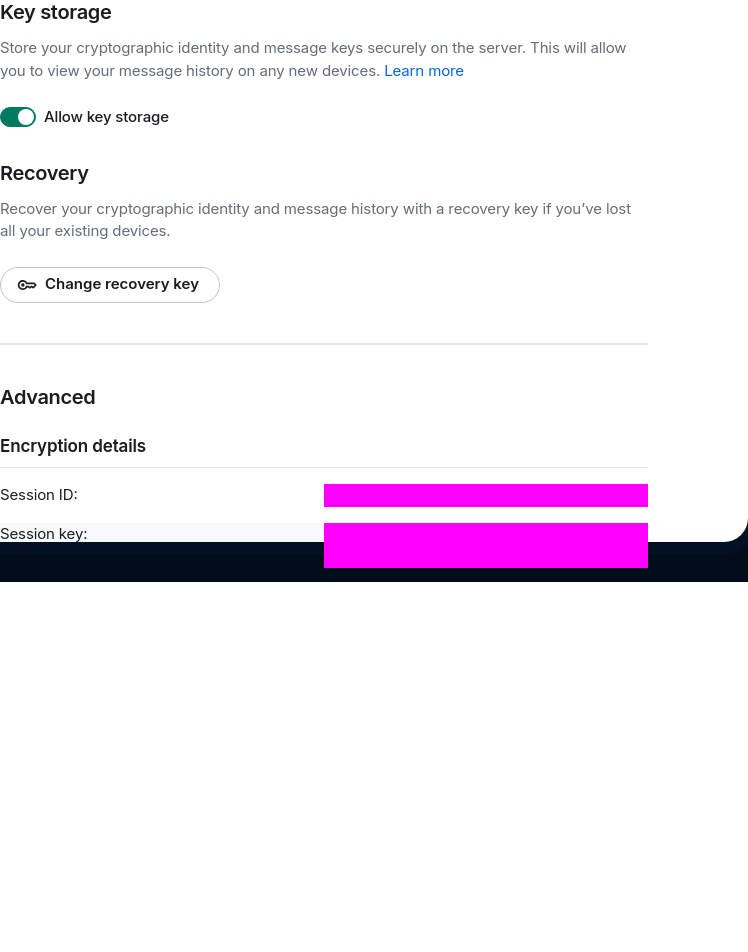 Key storage
Store your cryptographic identity and message keys securely on the server. This will allow
you to view your message history on any new devices. Learn more
Allow key storage
Recovery
Recover your cryptographic identity and message history with a recovery key if you’ve lost
all your existing devices.
Change recovery key
Advanced
Encryption details
Session ID:
Session key: